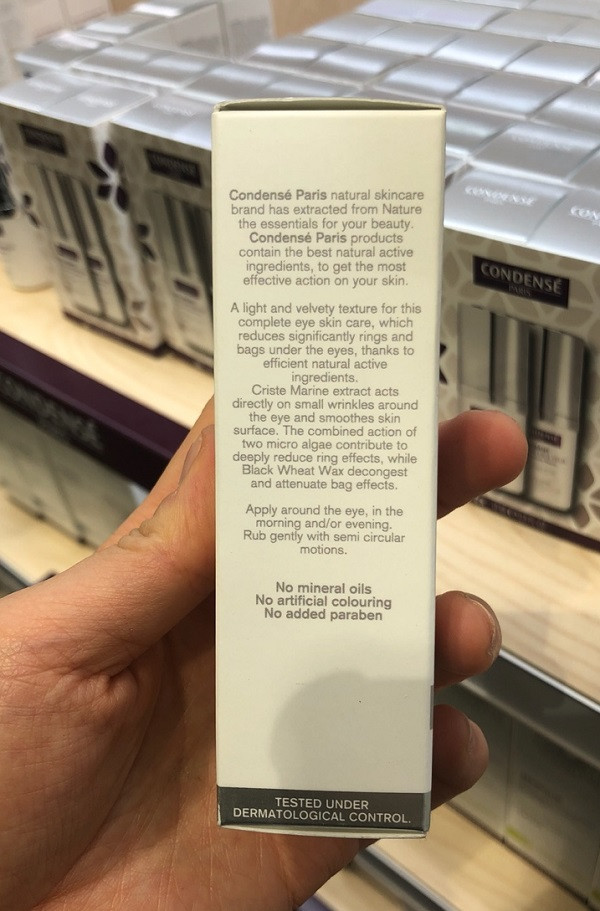 Condensé Paris natural skincare
brand has extracted from Nature
the essentials for your beauty.
Condensé Paris products
contain the best natural active
ingredients, to get the most
effective action on your skin.
A light and velvety texture for this
complete eye skin care, which
reduces significantly rings and
bags under the eyes, thanks to
efficient natural active
ingredients.
Criste Marine extract acts
directly on small wrinkles around
the eye and smoothes skin
surface. The combined action of
two micro algae contribute to
deeply reduce ring effects, while
Black Wheat Wax decongest
and attenuate bag effects.
Apply around the eye, in the
morning and/or evening.
Rub gently with semi circular
motions.
No mineral oils
No artificial colouring
No added paraben
TESTED UNDER
DERMATOLOGICAL CONTROL.
CONDENSÉ
CONDENSÉ
PARIS